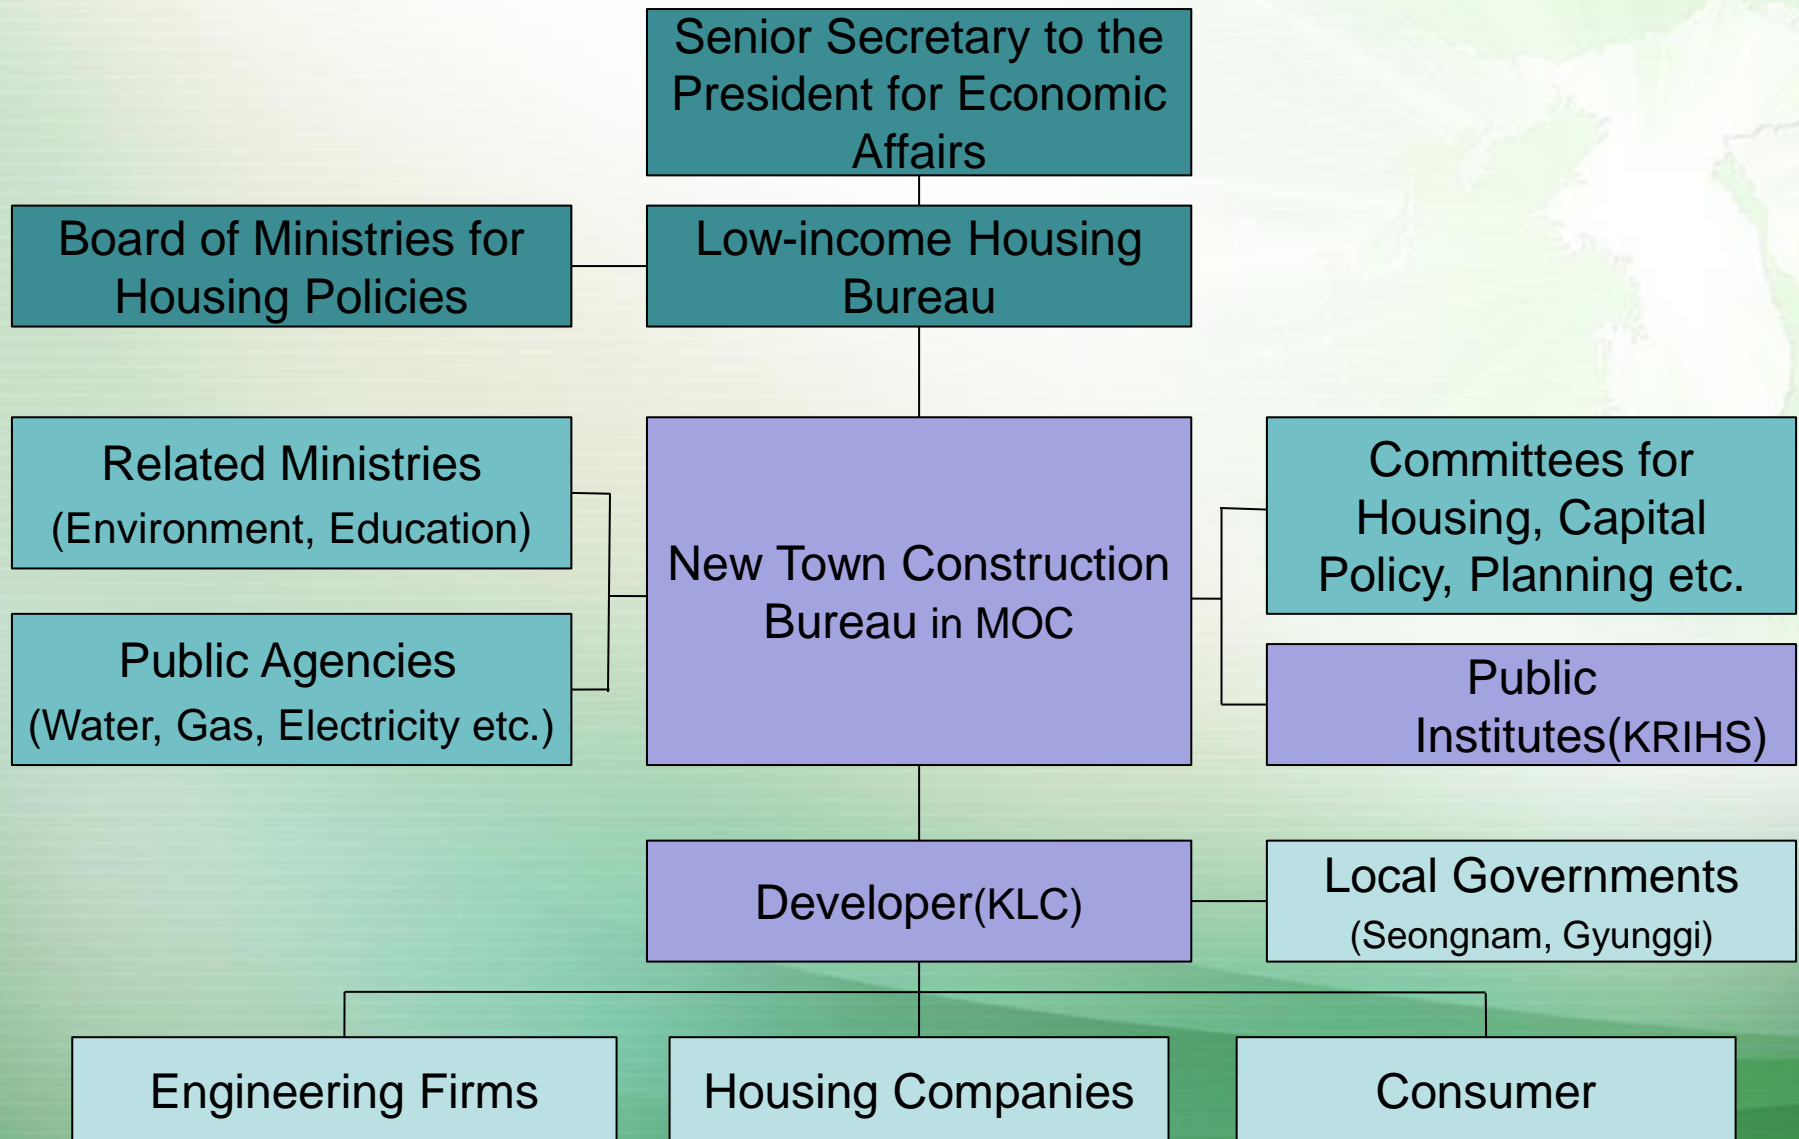 Senior Secretary to the
President for Economic
Affairs
Board of Ministries for
Housing Policies
Low-income Housing
Bureau
Related Ministries
(Environment, Education)
Public Agencies
(Water, Gas, Electricity etc.)
New Town Construction
Bureau in MOC
Committees for
Housing, Capital
Policy, Planning etc.
Public
Institutes(KRIHS)
Developer(KLC)
Local Governments
(Seongnam, Gyunggi)
Engineering Firms
Housing Companies
Consumer